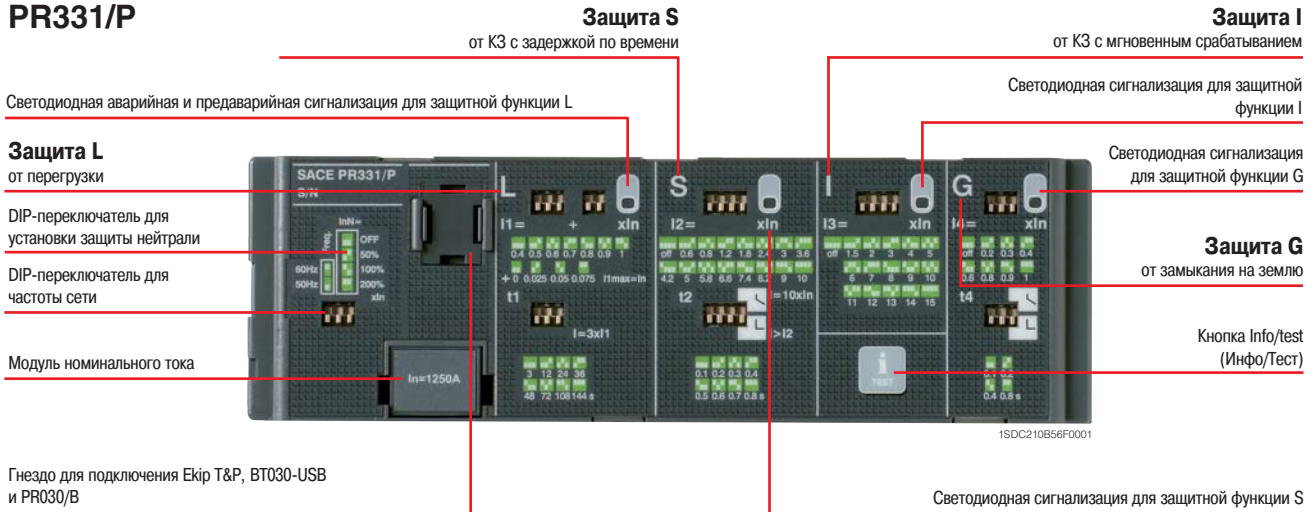 PR331/P
Защита S
от КЗ с задержкой по времени
Защита I
от КЗ с мгновенным срабатыванием
Светодиодная аварийная и предаварийная сигнализация для защитной функции L
Светодиодная сигнализация для защитной
функции I
Защита L
от перегрузки
Светодиодная сигнализация
для защитной функции G
DIP-переключатель для
установки защиты нейтрали
DIP-переключатель для
частоты сети
Защита G
от замыкания на землю
Модуль номинального тока
Кнопка Info/test
(Инфо/Тест)
SACE PR331/P
S/N
InN=
Freq.
OFF
50%
60Hz 100%
50Hz 200%
xIn
In=1250A
L
I1= + xIn
0.4 0.5 0.6 0.7 0.8 0.9 1
+ 0 0.025 0.05 0.075 I1max=In
t1
I=3xI1
3 12 24 36
48 72 108 144 s
S
I2= xIn
off 0.6 0.8 1.2 1.8 2.4 3 3.6
4.2 5 5.8 6.6 7.4 8.2 9 10
t2
I=10xIn
I>I2
0.1 0.2 0.3 0.4
0.5 0.6 0.7 0.8 s
I
I3= xIn
off 1.5 2 3 4 5
6 7 8 9 10
11 12 13 14 15
i
TEST
G
I4= xIn
off 0.2 0.3 0.4
0.6 0.8 0.9 1
t4
0.1 0.2
0.4 0.8 s
1SDC210B56F0001
Гнездо для подключения Ekip T&P, BT030-USB
и PR030/B
Светодиодная сигнализация для защитной функции S